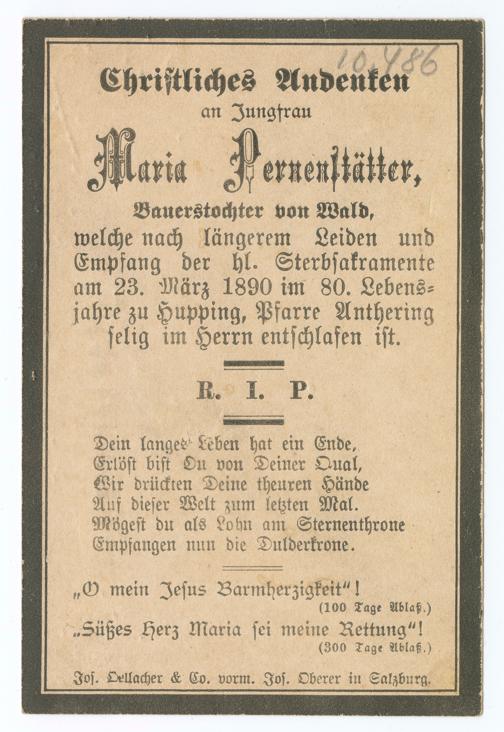 10.486
Christliches Andenken
an Jungfrau
Maria Pernenstätter,
Bauerstochter von Wald,
welche nach längerem Leiden und
Empfang der hl. Sterbsakramente
am 23. März 1890 im 80. Lebens=
jahre zu Hupping, Pfarre Anthering
selig im Herrn entschlafen ist.
R. I. P.
Dein langes Leben hat ein Ende,
Erlöst bist Du von Deiner Qual,
Wir drückten Deine theuren Hände
Auf dieser Welt zum letzten Mal.
Mögest du als Lohn am Sternenthrone
Empfangen nun die Dulderkrone.
„O mein Jesus Barmherzigkeit"!
(100 Tage Ablaß.)
„Süßes Herz Maria sei meine Rettung"!
(300 Tage Ablaß.)
Jos. Oellacher & Co. vorm. Jos. Oberer in Salzburg.